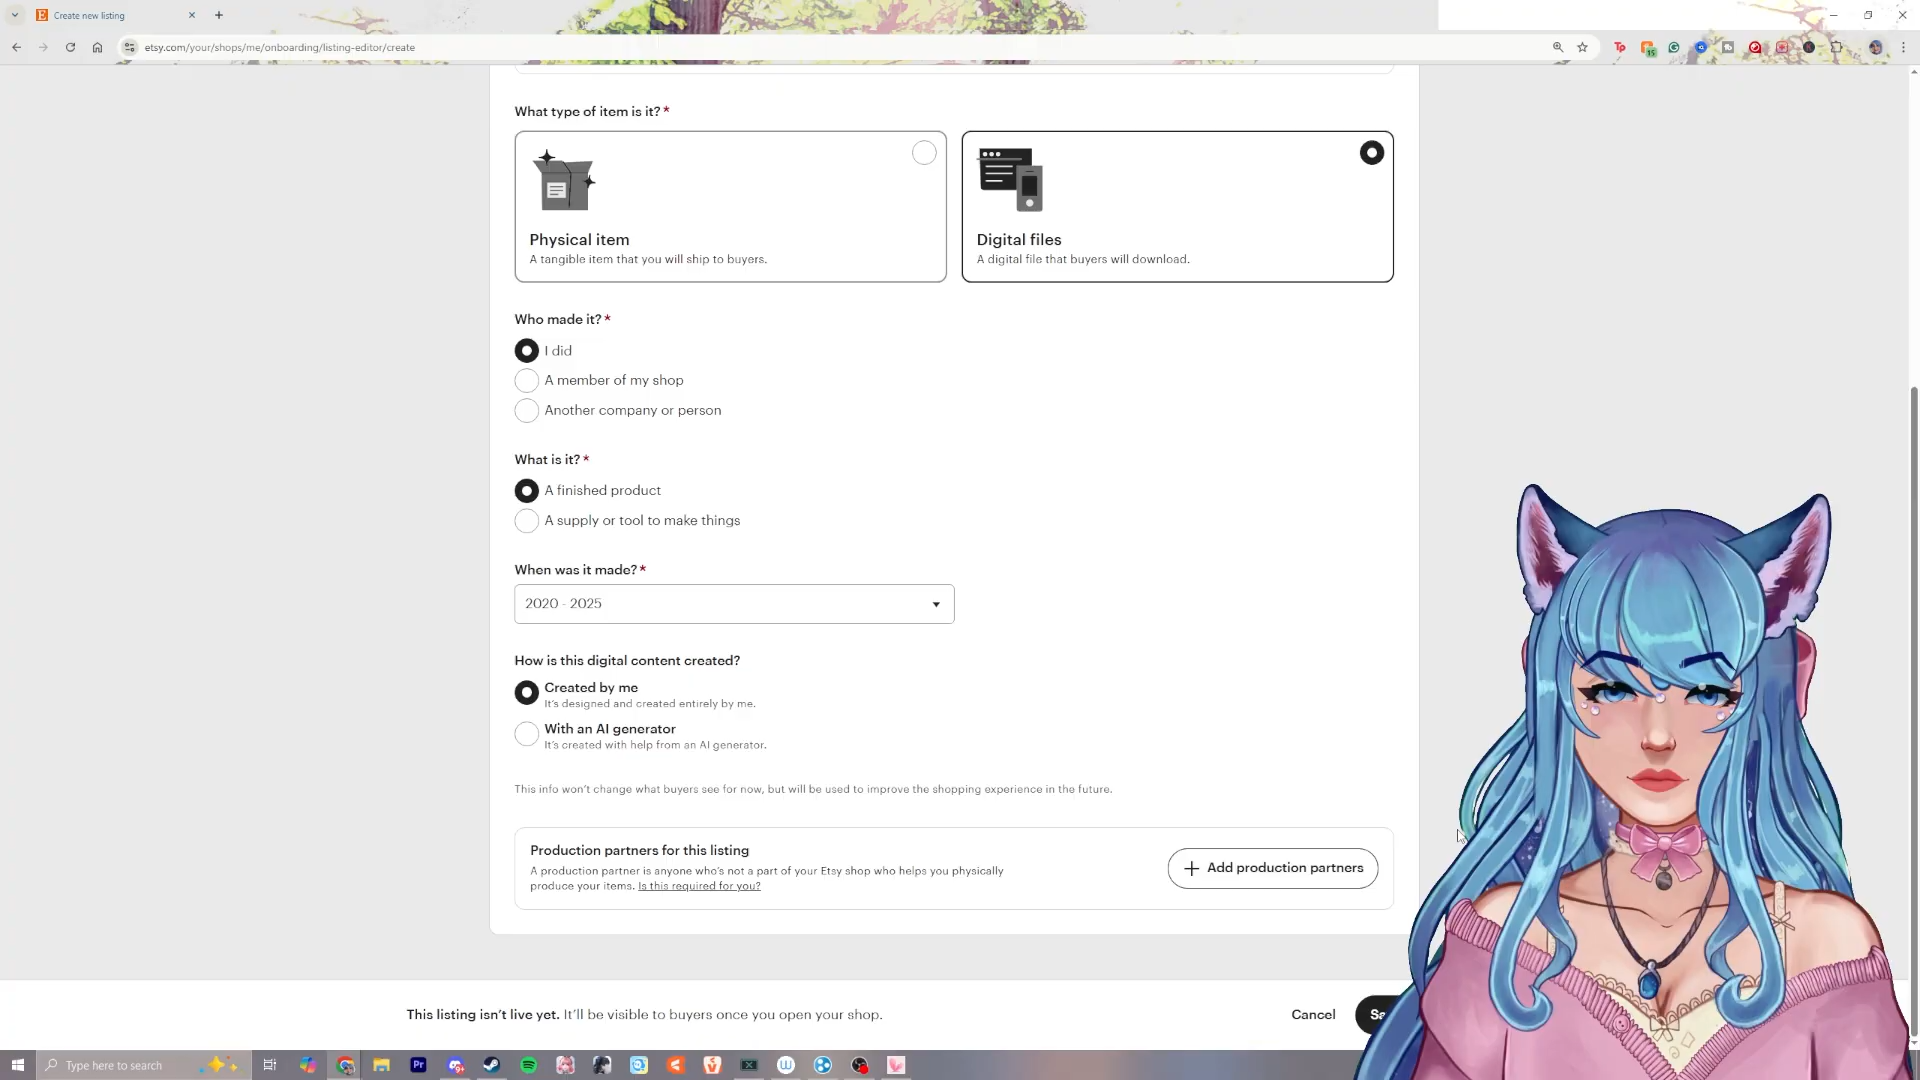 Create new listing
etsy.com/your/shops/me/onboarding/listing-editor/create
What type of item is it? *
Physical item
A tangible item that you will ship to buyers.
Digital files
A digital file that buyers will download.
Who made it? *
I did
A member of my shop
Another company or person
What is it? *
A finished product
A supply or tool to make things
When was it made? *
2020 - 2025
How is this digital content created?
Created by me
It's designed and created entirely by me.
With an AI generator
It's created with help from an AI generator.
This info won't change what buyers see for now, but will be used to improve the shopping experience in the future.
Production partners for this listing
A production partner is anyone who's not a part of your Etsy shop who helps you physically
produce your items. Is this required for you?
Add production partners
This listing isn't live yet. It'll be visible to buyers once you open your shop.
Cancel
Type here to search